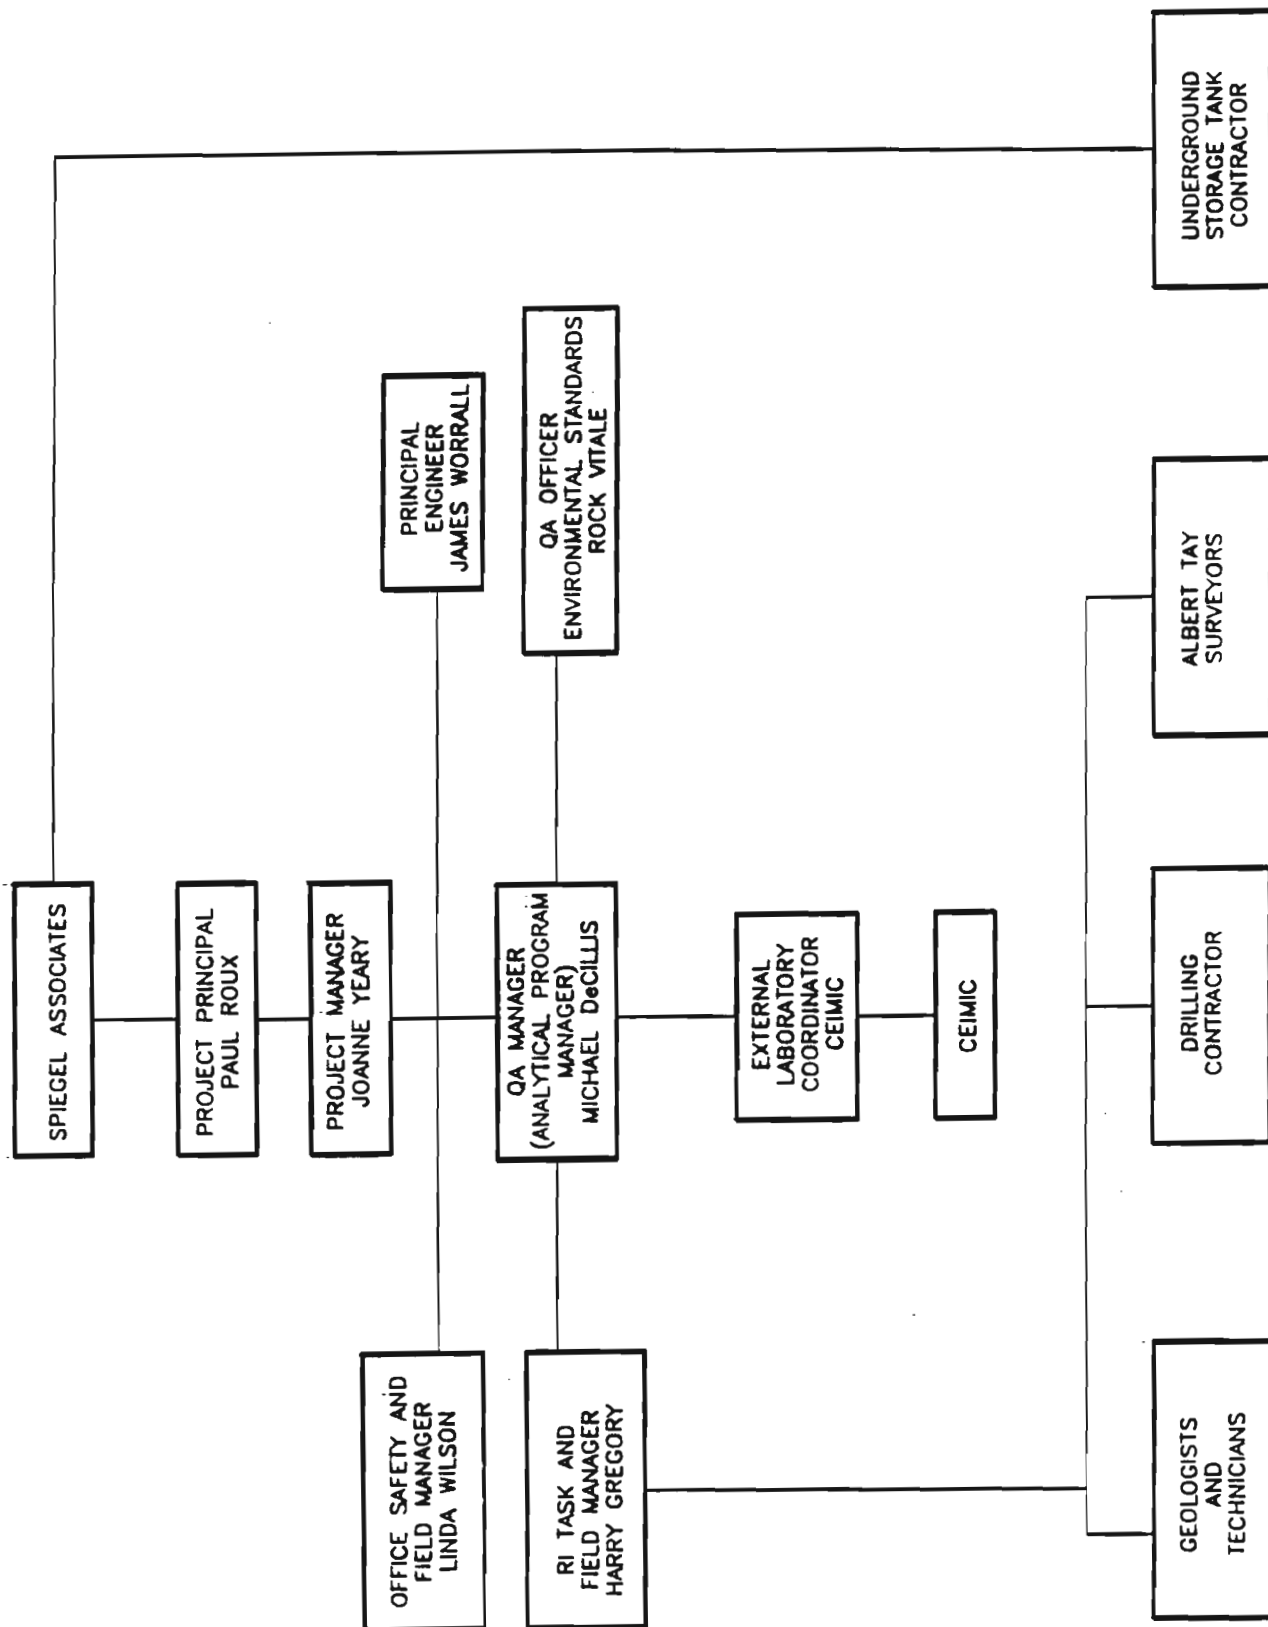 SPIEGEL ASSOCIATES
PROJECT PRINCIPAL
PAUL ROUX
PROJECT MANAGER
JOANNE YEARY
OFFICE SAFETY AND
FIELD MANAGER
LINDA WILSON
PRINCIPAL
ENGINEER
JAMES WORRALL
RI TASK AND
FIELD MANAGER
HARRY GREGORY
QA MANAGER
(ANALYTICAL PROGRAM
MANAGER)
MICHAEL DeCILLIS
QA OFFICER
ENVIRONMENTAL STANDARDS
ROCK VITALE
EXTERNAL
LABORATORY
COORDINATOR
CEIMIC
CEIMIC
GEOLOGISTS
AND
TECHNICIANS
DRILLING
CONTRACTOR
ALBERT TAY
SURVEYORS
UNDERGROUND
STORAGE TANK
CONTRACTOR